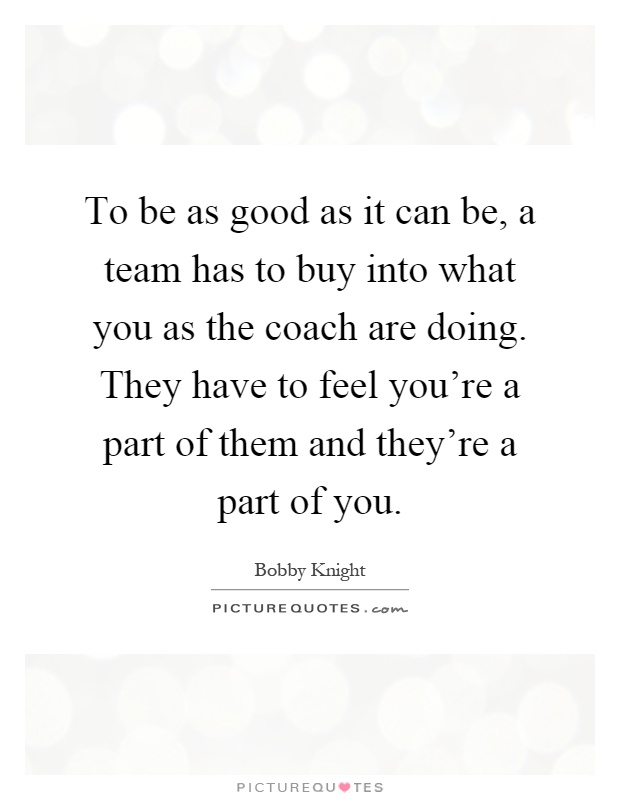 To be as good as it can be, a
team has to buy into what
you as the coach are doing.
They have to feel you’re a
part of them and they’re a
part of you.
Bobby Knight
PICTUREQUOTES.com
PICTUREQU♥TES